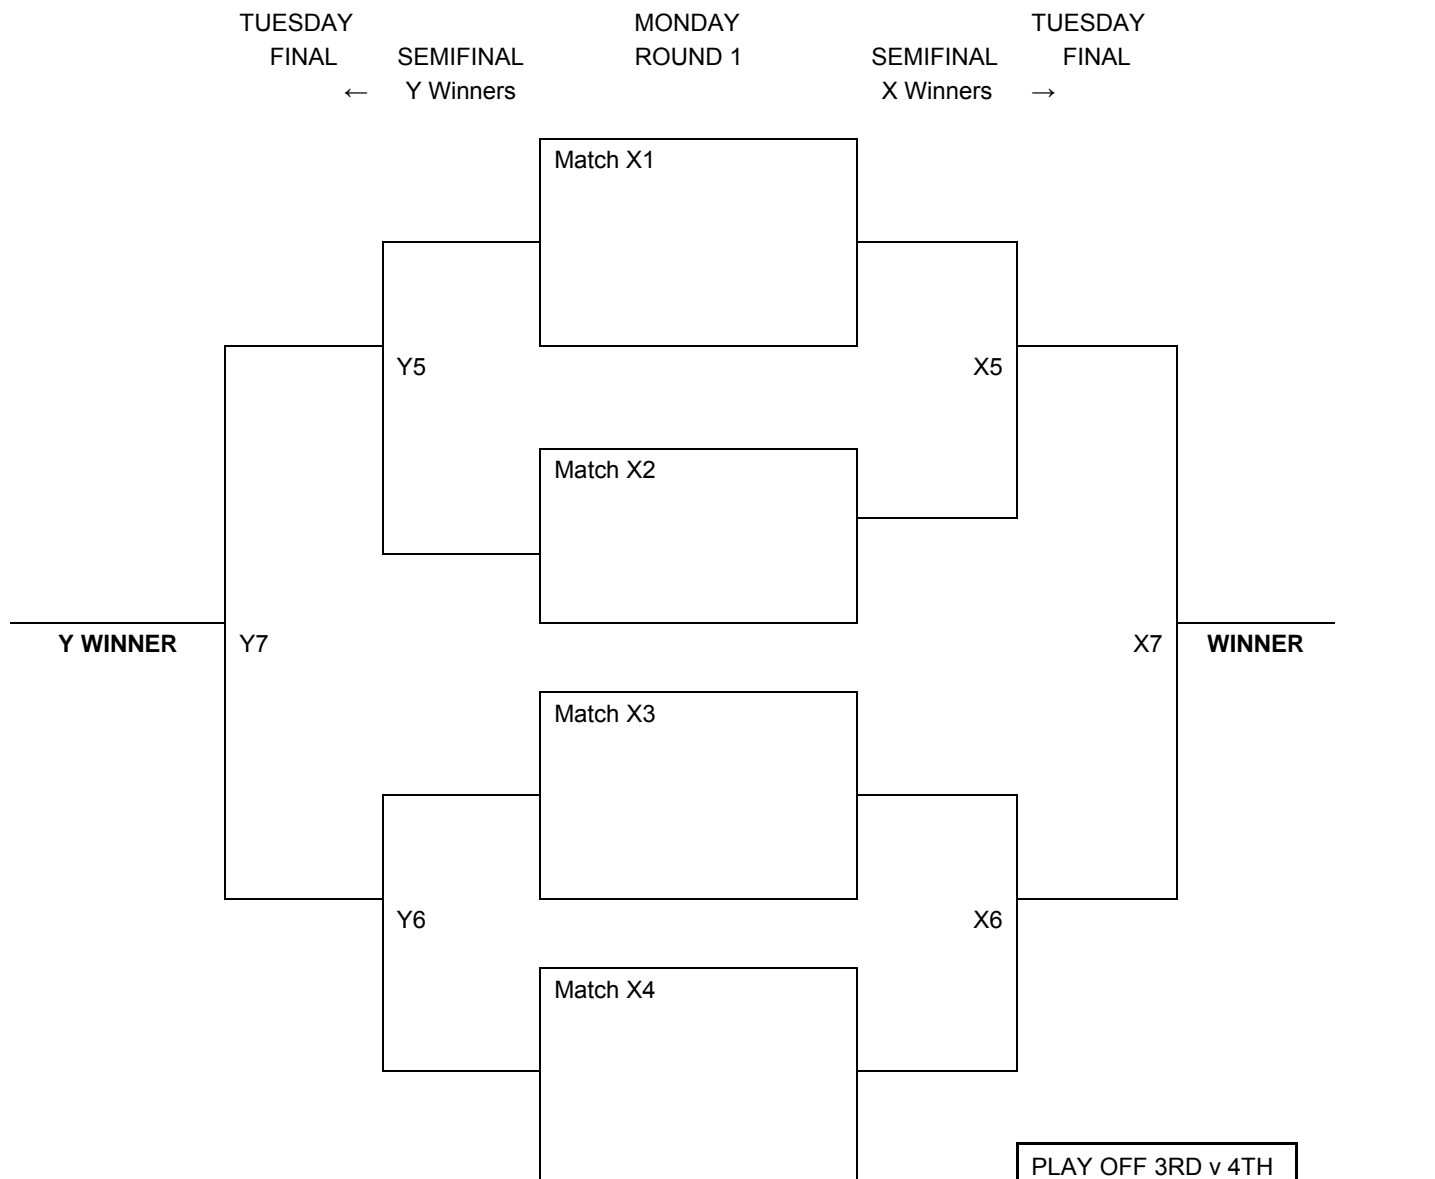 TUESDAY MONDAY TUESDAY
FINAL SEMIFINAL ROUND 1 SEMIFINAL FINAL
← Y Winners X Winners →
Match X1
Y5 X5
Match X2
Y WINNER Y7 X7 WINNER
Match X3
Y6 X6
Match X4
PLAY OFF 3RD v 4TH